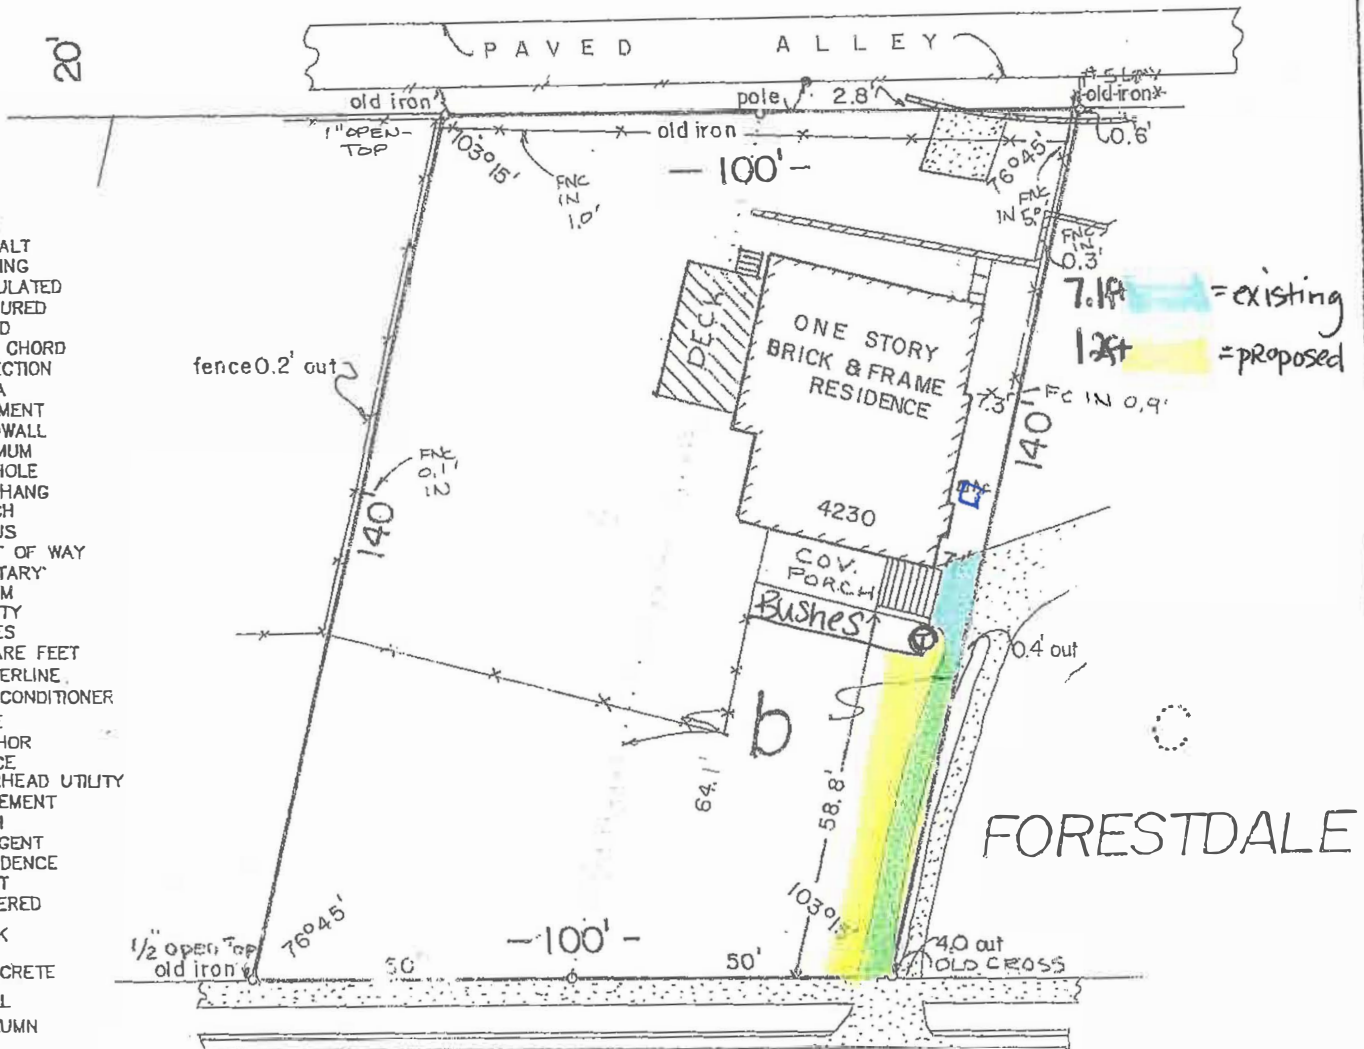 20'
PAVED ALLEY
old iron
pole
2.8'
old iron
1" OPEN-
TOP
old iron
0.6'
103°15'
- 100' -
76°45'
FNC
IN
1.0'
FNC
IN 5.0'
FNC
IN
0.3'
ALT
ING
ULATED
URED
D
CHORD
ECTION
A
MENT
WALL
MUM
HOLE
HANG
CH
US
T OF WAY
TARY
M
TY
ES
ARE FEET
ERLINE
CONDITIONER
E
HOR
CE
RHEAD UTILITY
EMENT
GENT
DENCE
T
ERED
K
CRETE
L
UMN
7.1ft = existing
= proposed
DECK
ONE STORY
BRICK & FRAME
RESIDENCE
fence 0.2' out
7.3'
FC IN 0.9'
140'
FNC
0.1'
IN
140'
4230
COV.
PORCH
Bushes
0.4' out
b
C
64.1'
58.8'
FORESTDALE
76°45'
- 100' -
50'
50'
1/2" open Top
old iron
4.0 out
OLD CROSS